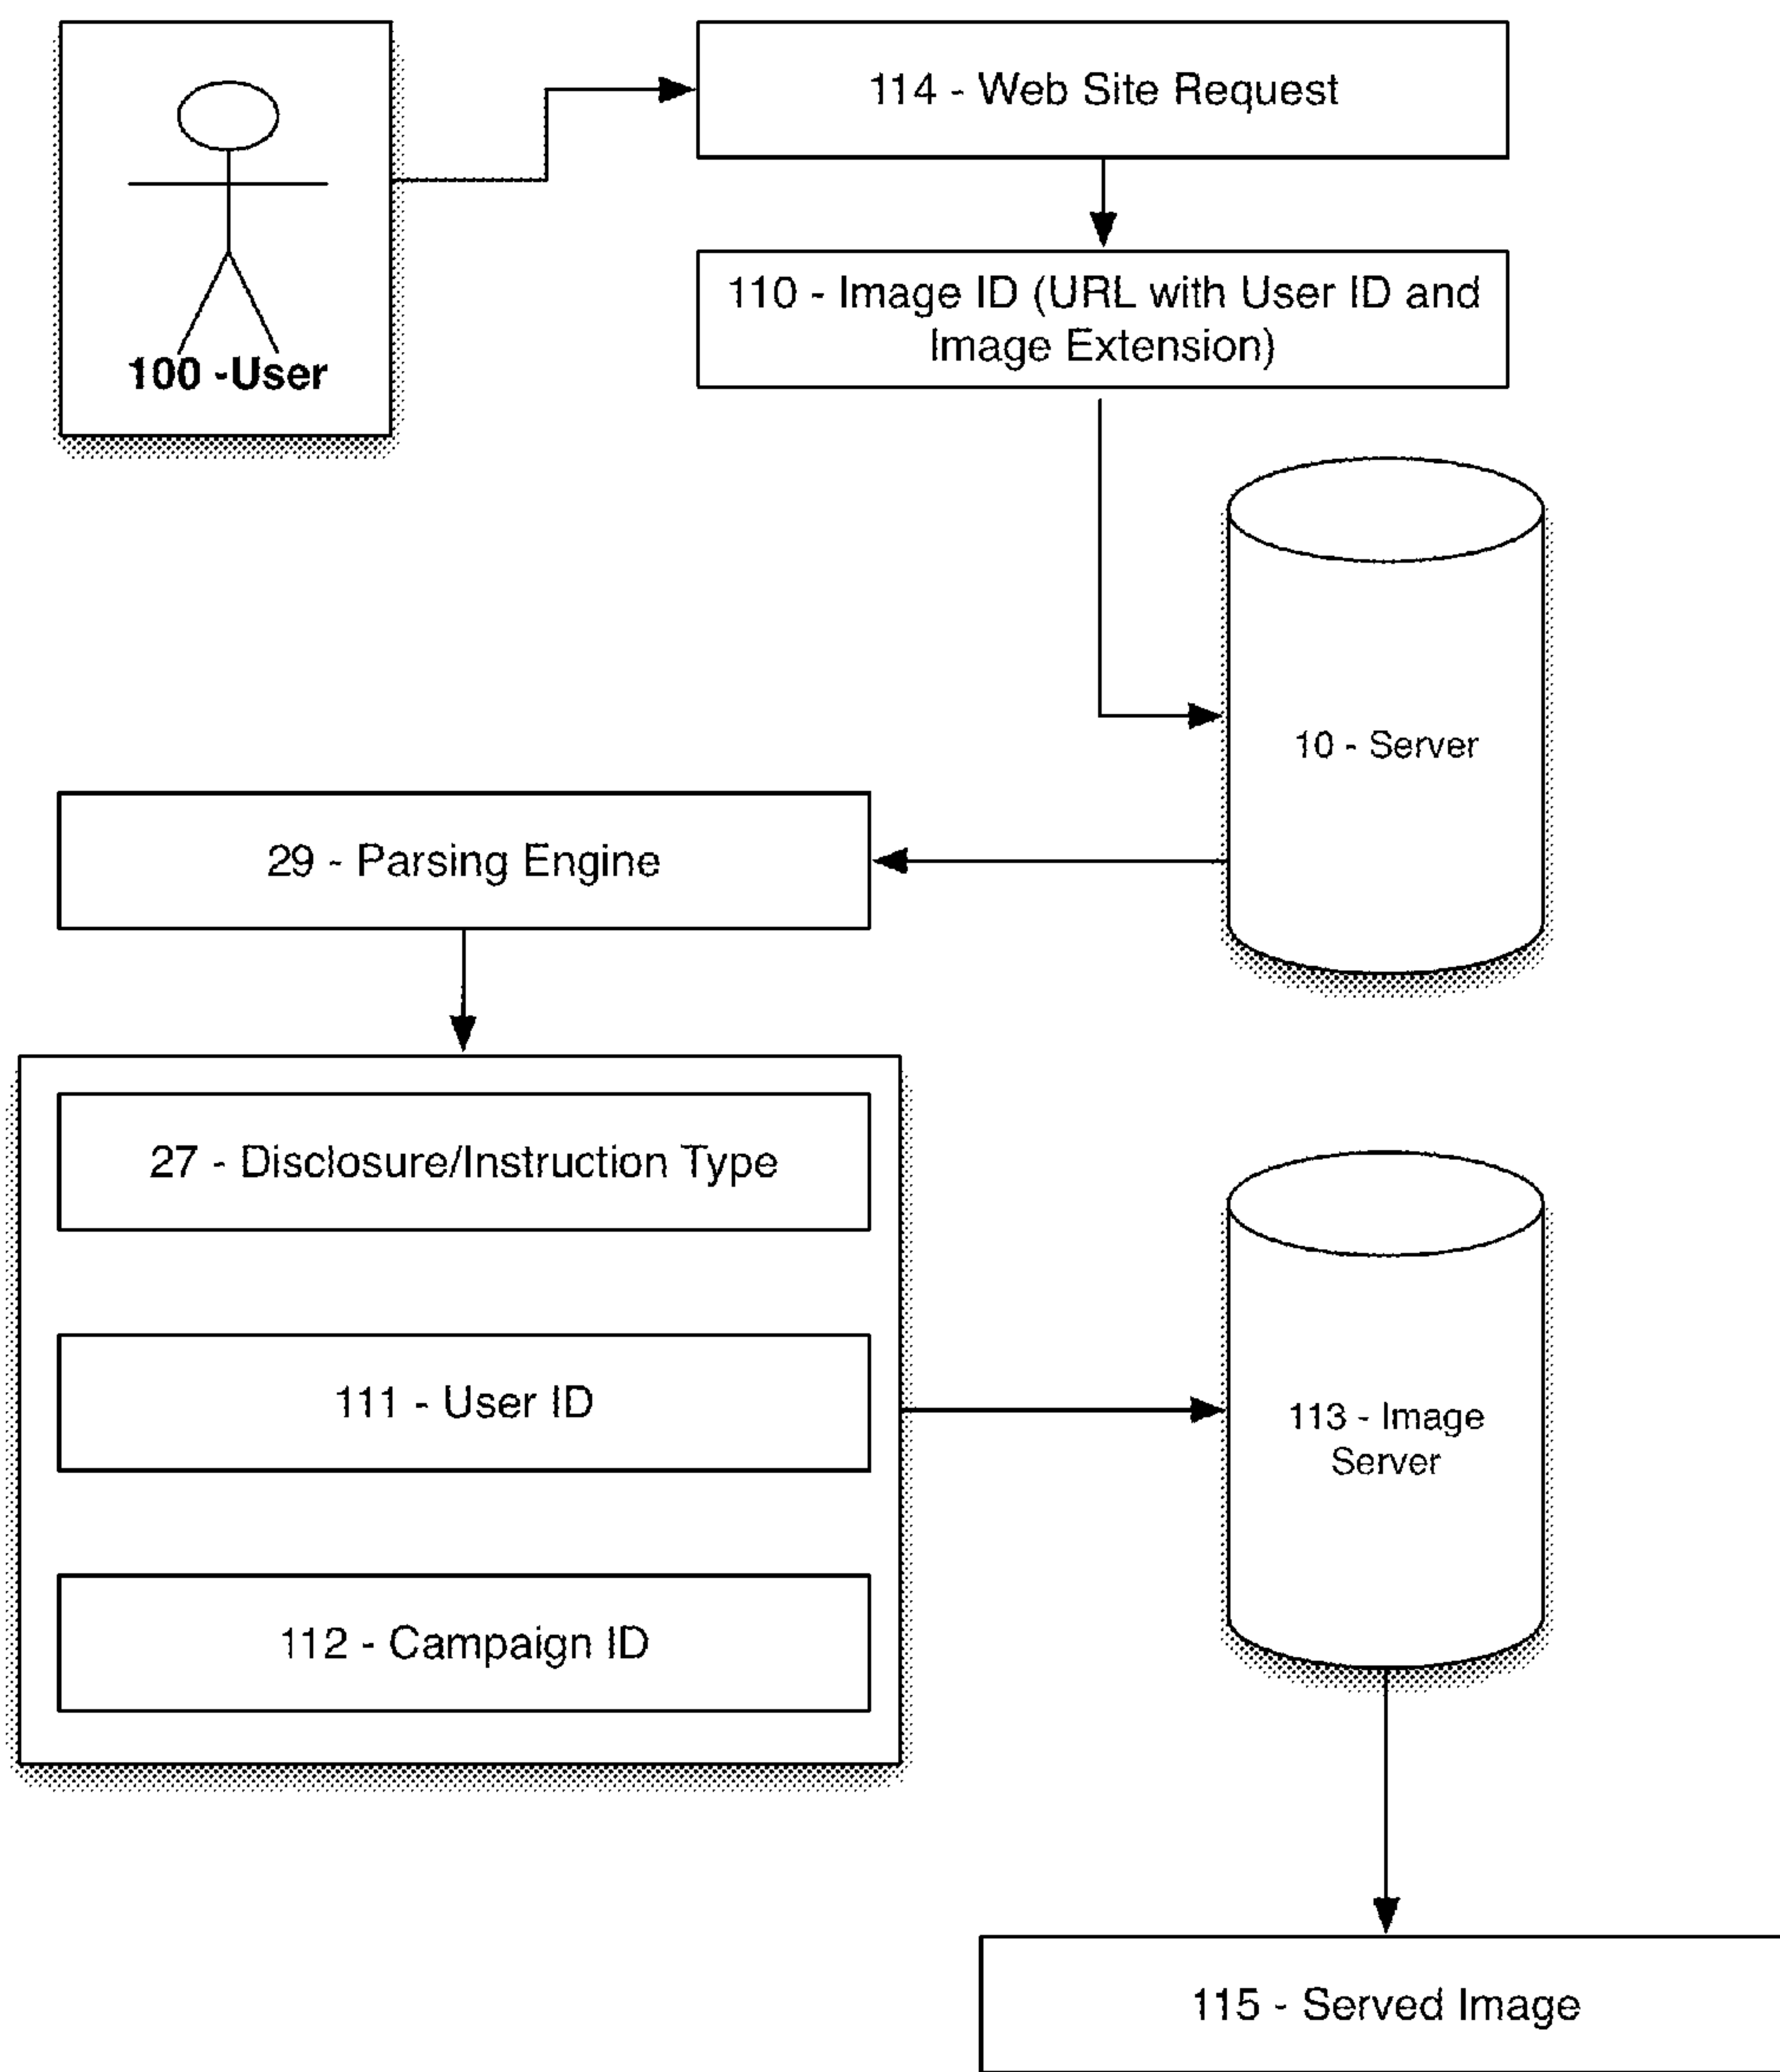 114 - Web Site Request
110 - Image ID (URL with User ID and
Image Extension)
100 -User
10 - Server
29 - Parsing Engine
27 - Disclosure/Instruction Type
111 - User ID
113 - Image
Server
112 - Campaign ID
115 - Served Image